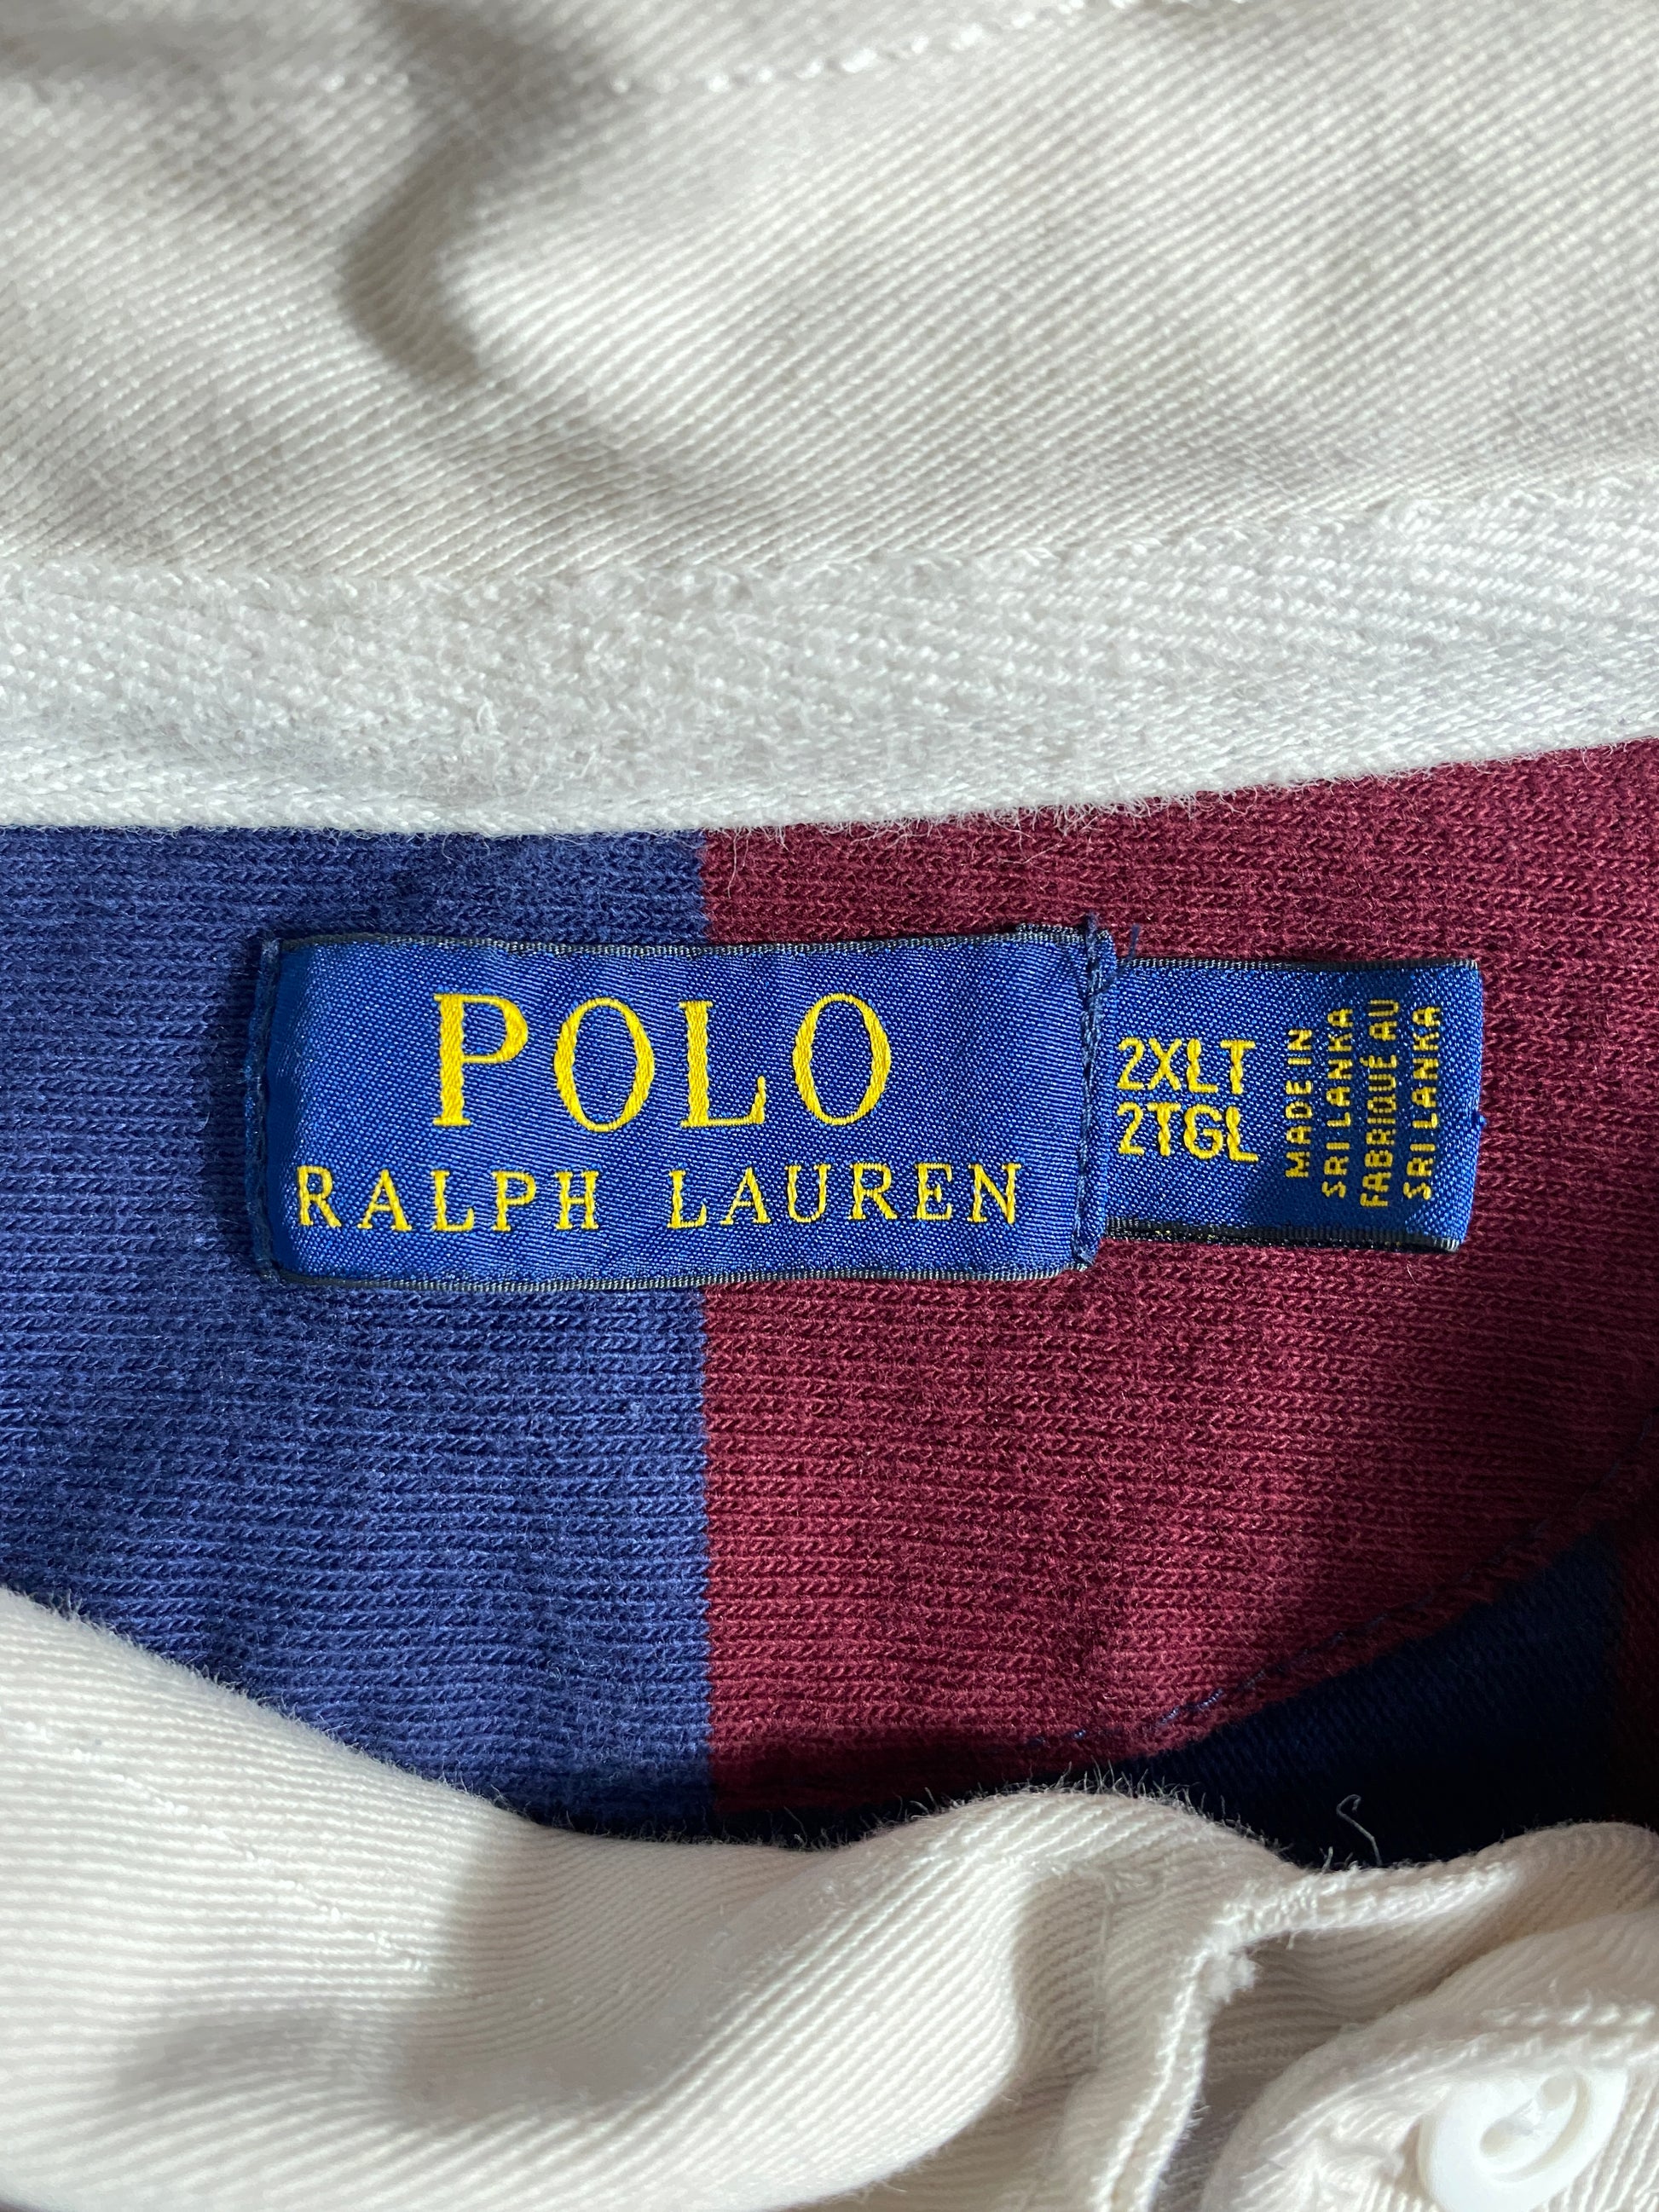 POLO
RALPH LAUREN
2XLT
2TGL
MADE IN
SRI LANKA
FABRIQUÉ AU
SRI LANKA